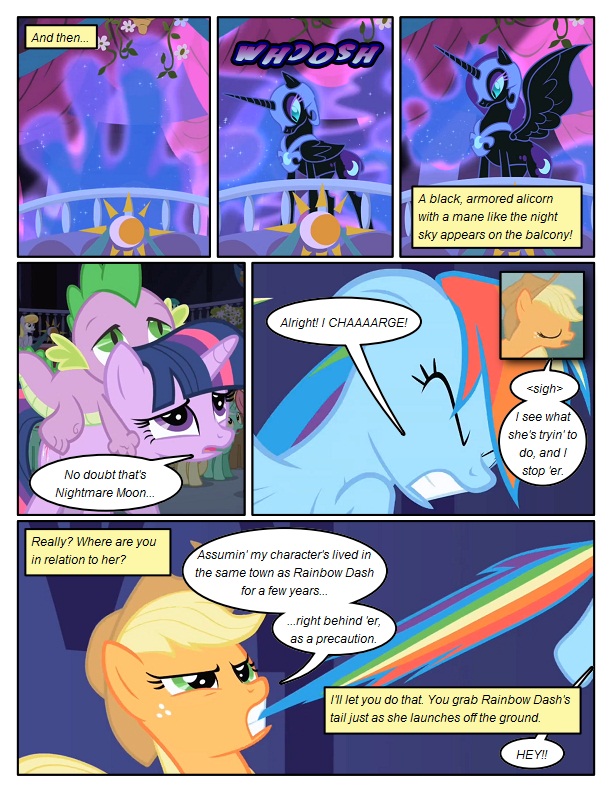 And then...
WHOOSH
A black, armored alicorn
with a mane like the night
sky appears on the balcony!
No doubt that's
Nightmare Moon...
Alright! I CHAAAARGE!
<sigh>
I see what
she's tryin' to
do, and I
stop 'er.
Really? Where are you
in relation to her?
Assumin' my character's lived in
the same town as Rainbow Dash
for a few years...
...right behind 'er,
as a precaution.
I'll let you do that. You grab Rainbow Dash's
tail just as she launches off the ground.
HEY!!